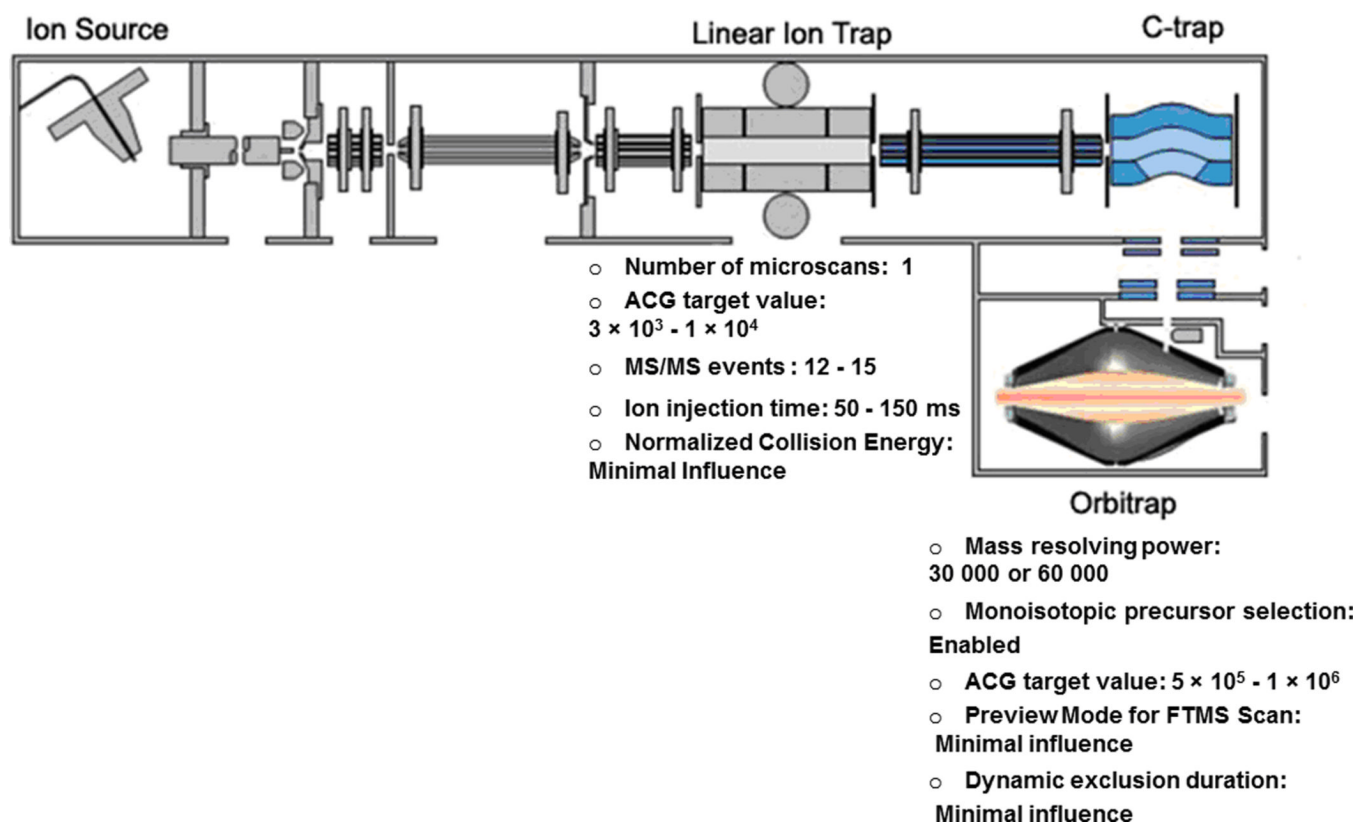 Ion Source
Linear Ion Trap
C-trap
o Number of microscans: 1
o ACG target value:
3 × 10³ - 1 × 10⁴
o MS/MS events : 12 - 15
o Ion injection time: 50 - 150 ms
o Normalized Collision Energy:
Minimal Influence
Orbitrap
o Mass resolving power:
30 000 or 60 000
o Monoisotopic precursor selection:
Enabled
o ACG target value: 5 × 10⁵ - 1 × 10⁶
o Preview Mode for FTMS Scan:
Minimal influence
o Dynamic exclusion duration:
Minimal influence